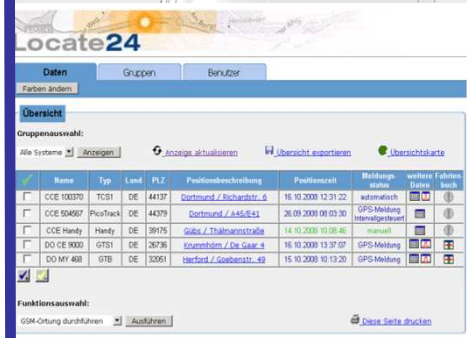 Locate24
Daten Gruppen Benutzer
Farben ändern
Übersicht
Gruppenauswahl:
Alle Systeme Anzeigen Anzeige aktualisieren Übersicht exportieren Übersichtskarte
Name Typ Land PLZ Positionsbeschreibung Positionszeit Meldungs-status weitere Daten Fahrten-buch
CCE 100370 TCS1 DE 44137 Dortmund / Richardstr. 6 16.10.2008 12:31:22 automatisch
CCE 504567 PicoTrack DE 44379 Dortmund / A45/E41 26.09.2008 08:03:30 GPS-Meldung Intervallgesteuert
CCE Handy Handy DE 39175 Gübs / Thälmannstraße 14.10.2008 10:08:46 manuell
DO CE 9000 GTS1 DE 26736 Krummhörn / De Gaar 4 16.10.2008 13:37:07 GPS-Meldung
DO MY 468 GTB DE 32051 Herford / Goebenstr. 49 15.10.2008 10:13:20 GPS-Meldung
Funktionsauswahl:
GSM-Ortung durchführen Ausführen Diese Seite drucken